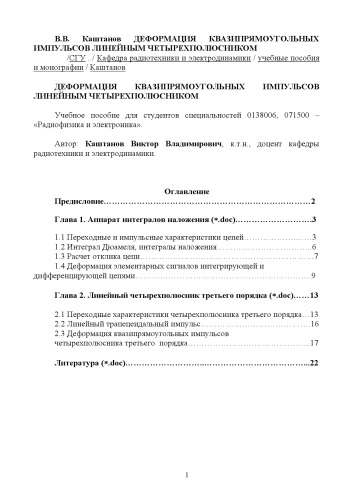 В.В. Каштанов ДЕФОРМАЦИЯ КВАЗИПРЯМОУГОЛЬНЫХ
ИМПУЛЬСОВ ЛИНЕЙНЫМ ЧЕТЫРЕХПОЛЮСНИКОМ
/СГУ ../ Кафедра радиотехники и электродинамики / учебные пособия
и монографии / Каштанов
ДЕФОРМАЦИЯ КВАЗИПРЯМОУГОЛЬНЫХ ИМПУЛЬСОВ
ЛИНЕЙНЫМ ЧЕТЫРЕХПОЛЮСНИКОМ
Учебное пособие для студентов специальностей 0138006, 071500 –
«Радиофизика и электроника».
Автор: Каштанов Виктор Владимирович, к.т.н., доцент кафедры
радиотехники и электродинамики.
Оглавление
Предисловие……………………………………………………2
Глава 1. Аппарат интегралов наложения (*.doc)……………………….3
1.1 Переходные и импульсные характеристики цепей……………………3
1.2 Интеграл Дюамеля, интегралы наложения……………………………6
1.3 Расчет отклика цепи……………………………………………………7
1.4 Деформация элементарных сигналов интегрирующей и
дифференцирующей цепями……………………………………………………9
Глава 2. Линейный четырехполюсник третьего порядка (*.doc)……13
2.1 Переходные характеристики четырехполюсника третьего порядка…13
2.2 Линейный трапецеидальный импульс…………………………………16
2.3 Деформация квазипрямоугольных импульсов
четырехполюсника третьего порядка……………………………………17
Литература (*.doc)……………………………………………………..22
1